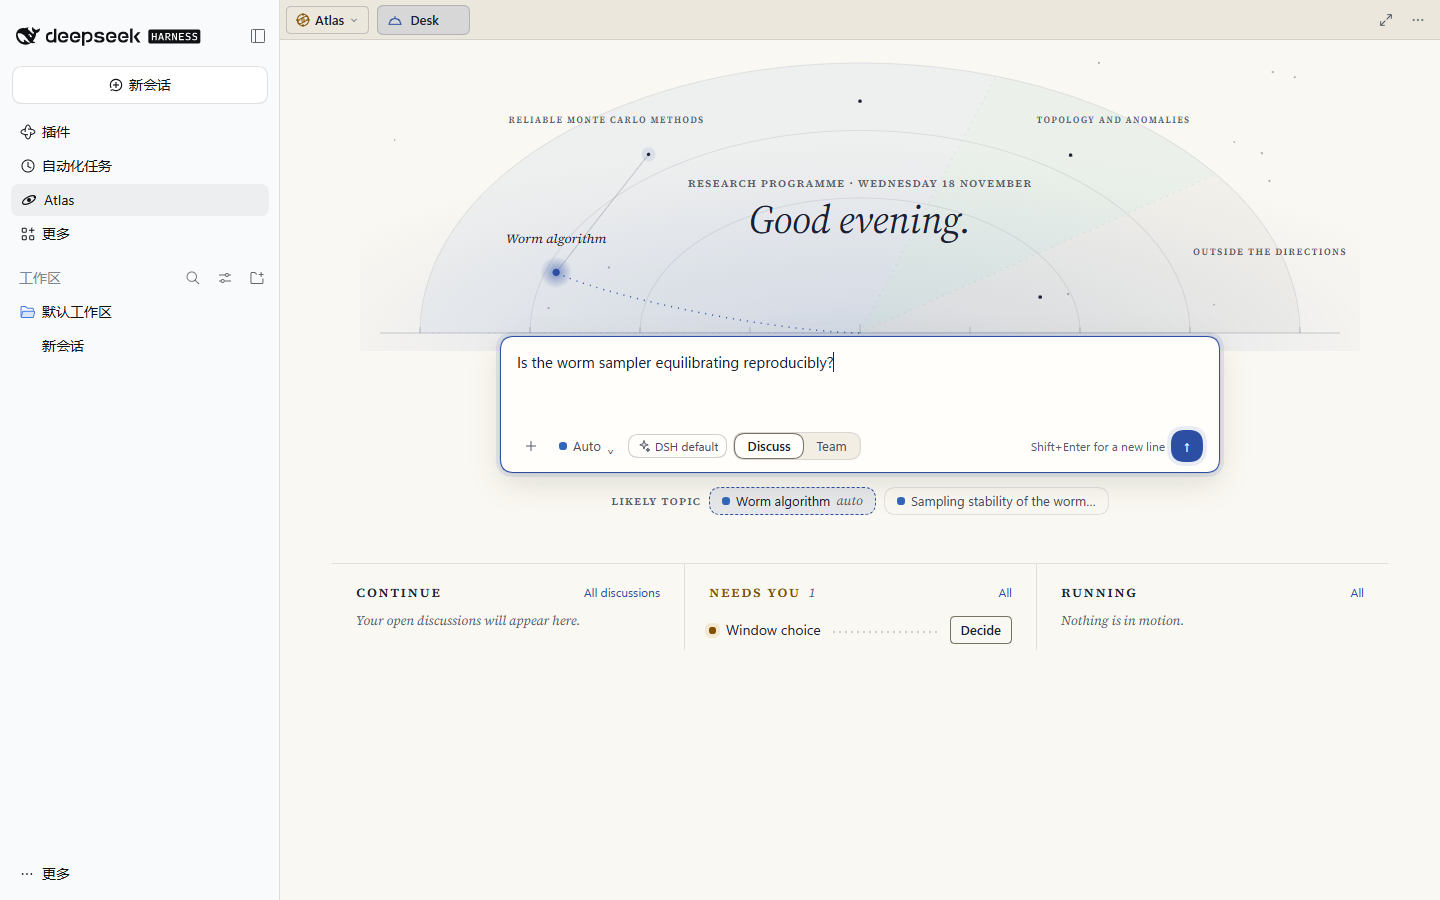 deepseek HARNESS
新会话
插件
自动化任务
Atlas
更多
工作区
默认工作区
新会话
更多
Atlas
Desk
RELIABLE MONTE CARLO METHODS
TOPOLOGY AND ANOMALIES
RESEARCH PROGRAMME · WEDNESDAY 18 NOVEMBER
Good evening.
Worm algorithm
OUTSIDE THE DIRECTIONS
Is the worm sampler equilibrating reproducibly?
Auto
DSH default
Discuss
Team
Shift+Enter for a new line
LIKELY TOPIC
Worm algorithm auto
Sampling stability of the worm...
CONTINUE
All discussions
Your open discussions will appear here.
NEEDS YOU 1
All
Window choice
Decide
RUNNING
All
Nothing is in motion.